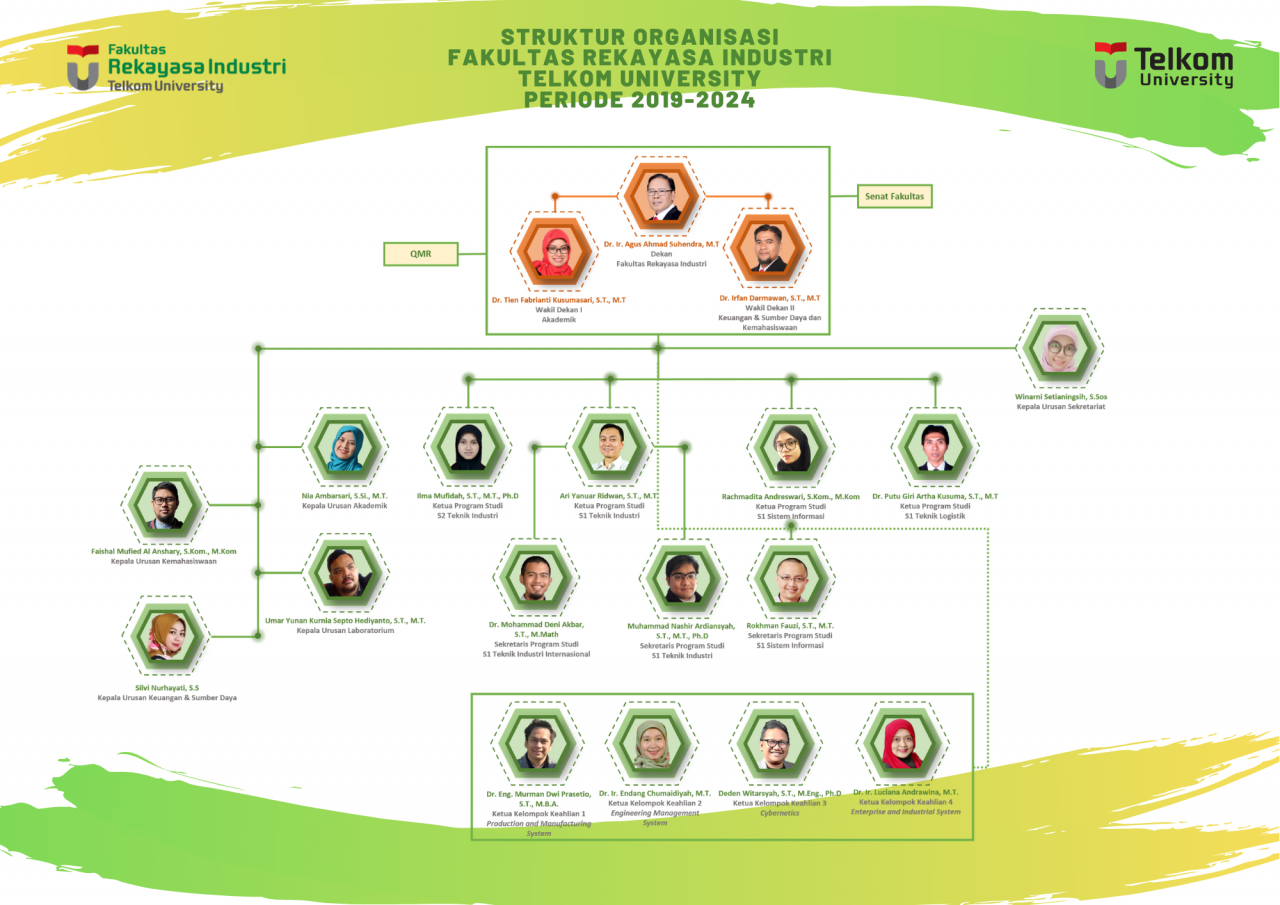 Fakultas
Rekayasa Industri
Telkom University
STRUKTUR ORGANISASI
FAKULTAS REKAYASA INDUSTRI
TELKOM UNIVERSITY
PERIODE 2019-2024
Telkom
University
Senat Fakultas
QMR
Dr. Ir. Agus Ahmad Suhendra, M.T
Dekan
Fakultas Rekayasa Industri
Dr. Tien Fabrianti Kusumasari, S.T., M.T
Wakil Dekan I
Akademik
Dr. Irfan Darmawan, S.T., M.T
Wakil Dekan II
Keuangan & Sumber Daya dan
Kemahasiswaan
Winarni Setianingsih, S.Sos
Kepala Urusan Sekretariat
Nia Ambarsari, S.Si., M.T.
Kepala Urusan Akademik
Ilma Mufidah, S.T., M.T., Ph.D
Ketua Program Studi
S2 Teknik Industri
Ari Yanuar Ridwan, S.T., M.T
Ketua Program Studi
S1 Teknik Industri
Rachmadita Andreswari, S.Kom., M.Kom
Ketua Program Studi
S1 Sistem Informasi
Dr. Putu Giri Artha Kusuma, S.T., M.T
Ketua Program Studi
S1 Teknik Logistik
Faishal Mufied Al Anshary, S.Kom., M.Kom
Kepala Urusan Kemahasiswaan
Umar Yunan Kurnia Septo Hediyanto, S.T., M.T.
Kepala Urusan Laboratorium
Dr. Mohammad Deni Akbar,
S.T., M.Math
Sekretaris Program Studi
S1 Teknik Industri Internasional
Muhammad Nashir Ardiansyah,
S.T., M.T., Ph.D
Sekretaris Program Studi
S1 Teknik Industri
Rokhman Fauzi, S.T., M.T.
Sekretaris Program Studi
S1 Sistem Informasi
Silvi Nurhayati, S.S
Kepala Urusan Keuangan & Sumber Daya
Dr. Eng. Murman Dwi Prasetio,
S.T., M.B.A.
Ketua Kelompok Keahlian 1
Production and Manufacturing
System
Dr. Ir. Endang Chumaidiyah, M.T.
Ketua Kelompok Keahlian 2
Engineering Management
System
Deden Witarsyah, S.T., M.Eng., Ph.D
Ketua Kelompok Keahlian 3
Cybernetics
Dr. Ir. Luciana Andrawina, M.T.
Ketua Kelompok Keahlian 4
Enterprise and Industrial System